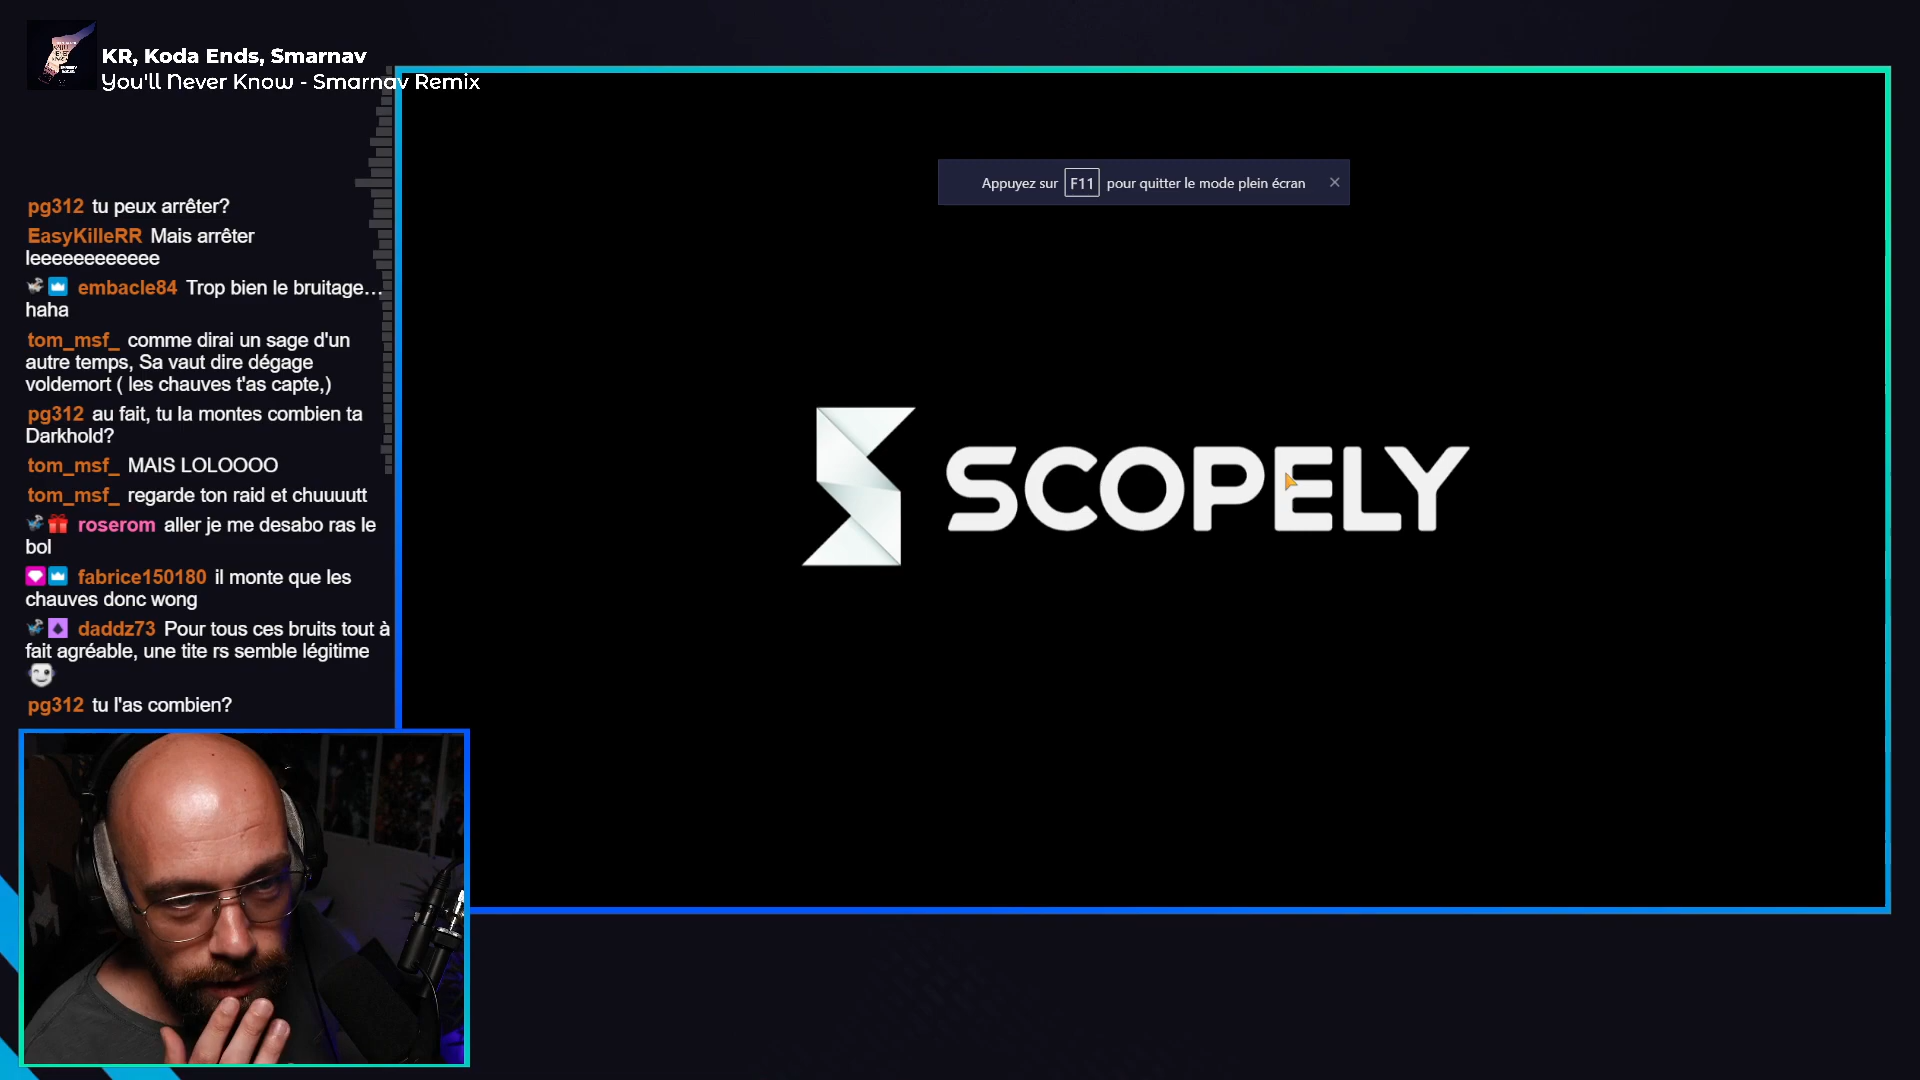 KR, Koda Ends, Smarnav
You'll Never Know - Smarnav Remix
Appuyez sur F11 pour quitter le mode plein écran
SCOPELY
pg312 tu peux arrêter?
EasyKilleRR Mais arrêter
leeeeeeeeeeee
embacle84 Trop bien le bruitage…
haha
tom_msf_ comme dirai un sage d'un
autre temps, Sa vaut dire dégage
voldemort ( les chauves t'as capte,)
pg312 au fait, tu la montes combien ta
Darkhold?
tom_msf_ MAIS LOLOOOO
tom_msf_ regarde ton raid et chuuuutt
roserom aller je me desabo ras le
bol
fabrice150180 il monte que les
chauves donc wong
daddz73 Pour tous ces bruits tout à
fait agréable, une tite rs semble légitime
pg312 tu l'as combien?